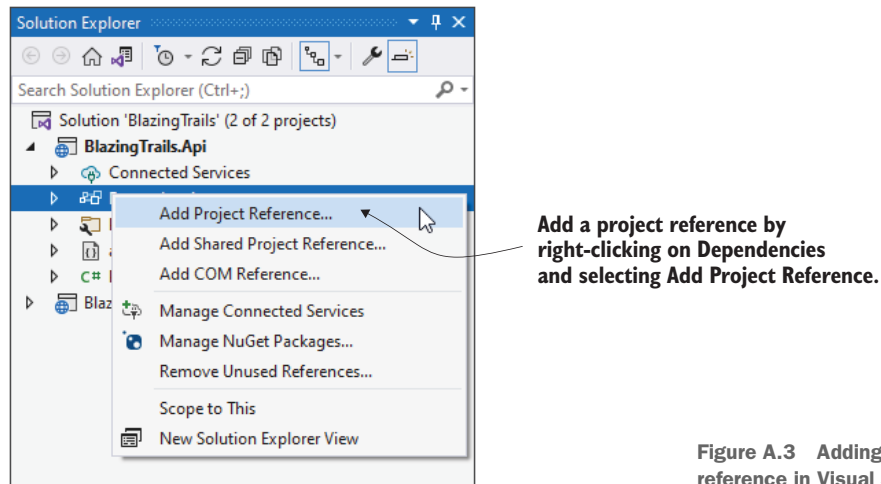 Solution Explorer
Search Solution Explorer (Ctrl+;)
Solution 'BlazingTrails' (2 of 2 projects)
BlazingTrails.Api
Connected Services
Add Project Reference...
Add Shared Project Reference...
Add COM Reference...
C#
Blaz
Manage Connected Services
Manage NuGet Packages...
Remove Unused References...
Scope to This
New Solution Explorer View
Add a project reference by
right-clicking on Dependencies
and selecting Add Project Reference.
Figure A.3 Adding
reference in Visual